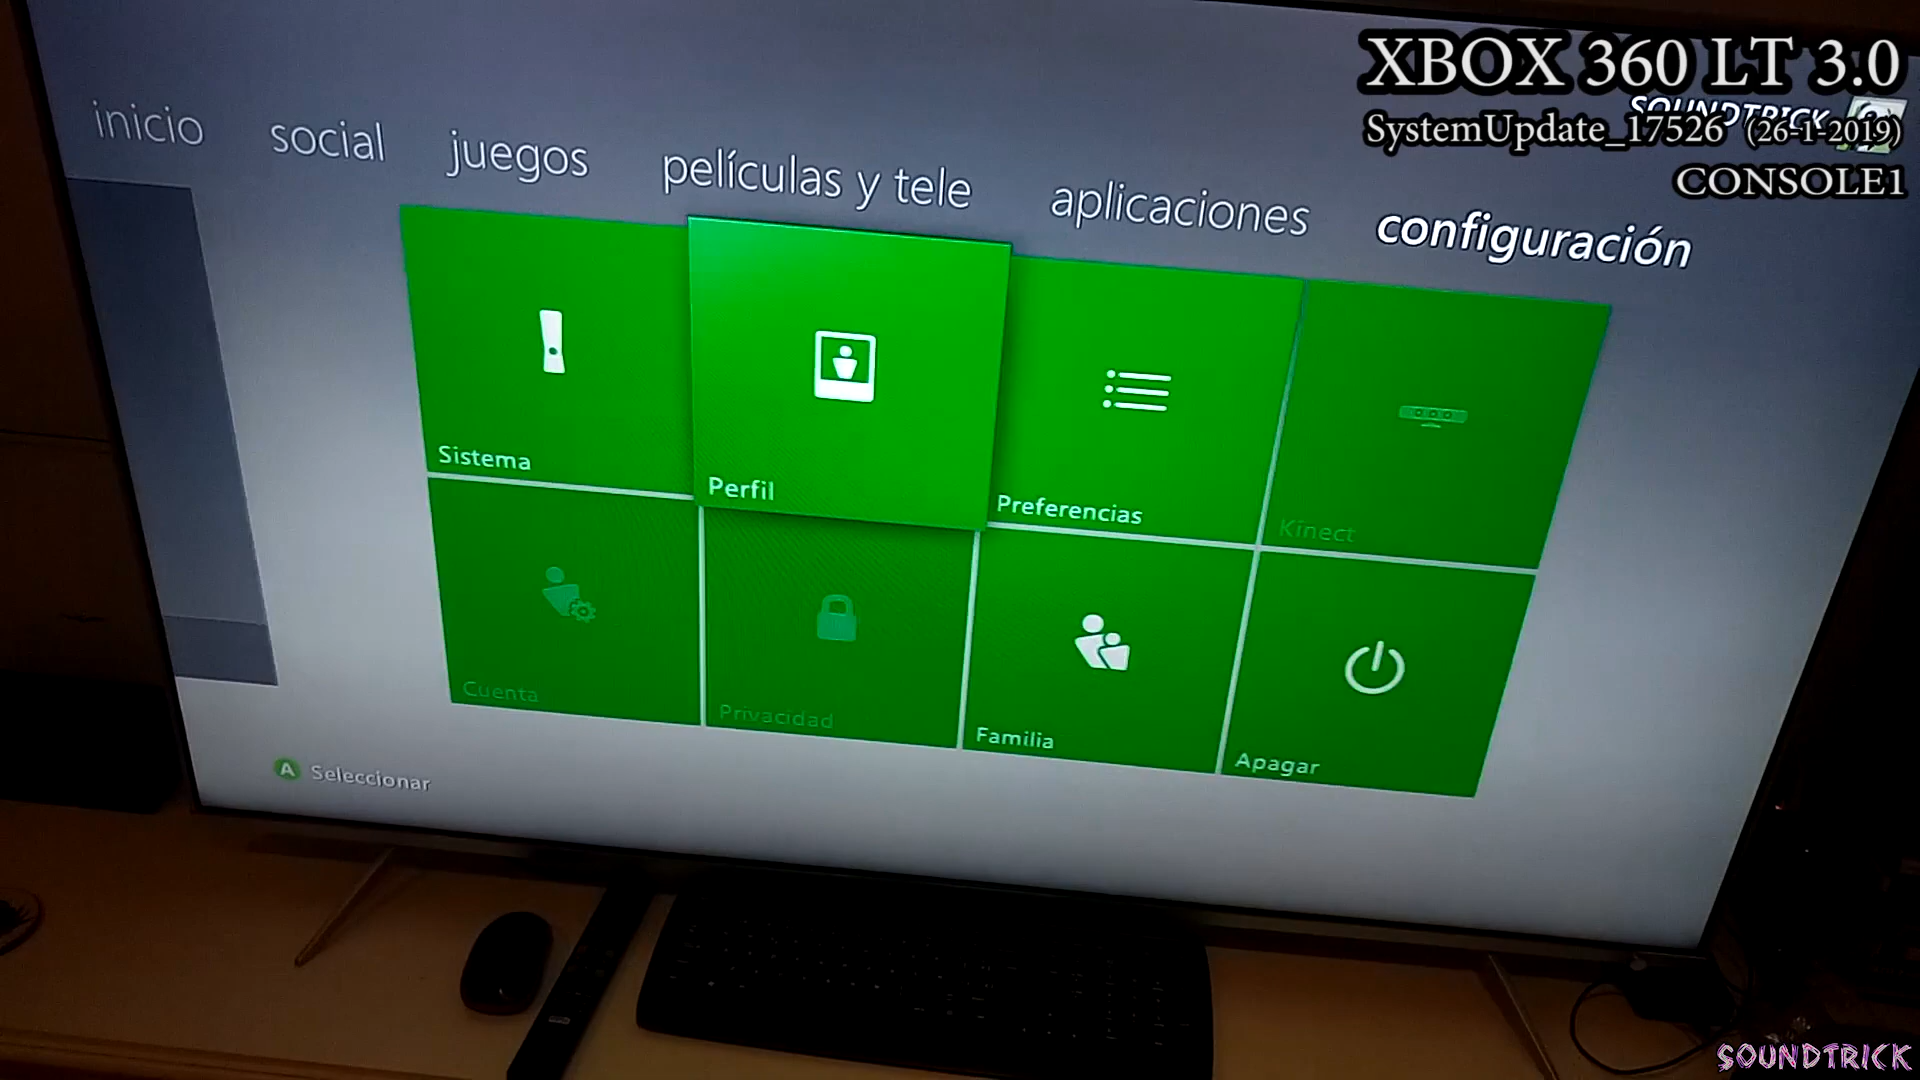 XBOX 360 LT 3.0
SOUNDTRICK
SystemUpdate_17526 (26-1-2019)
CONSOLE1
inicio
social
juegos
películas y tele
aplicaciones
configuración
Sistema
Perfil
Preferencias
Kinect
Cuenta
Privacidad
Familia
Apagar
A Seleccionar
SOUNDTRICK